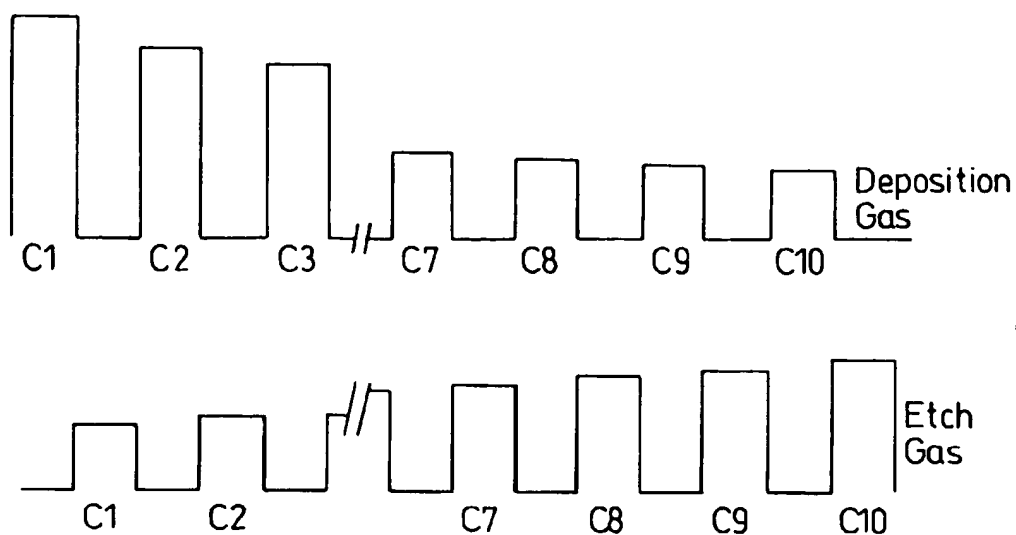 Deposition
Gas
C1 C2 C3 C7 C8 C9 C10
Etch
Gas
C1 C2 C7 C8 C9 C10